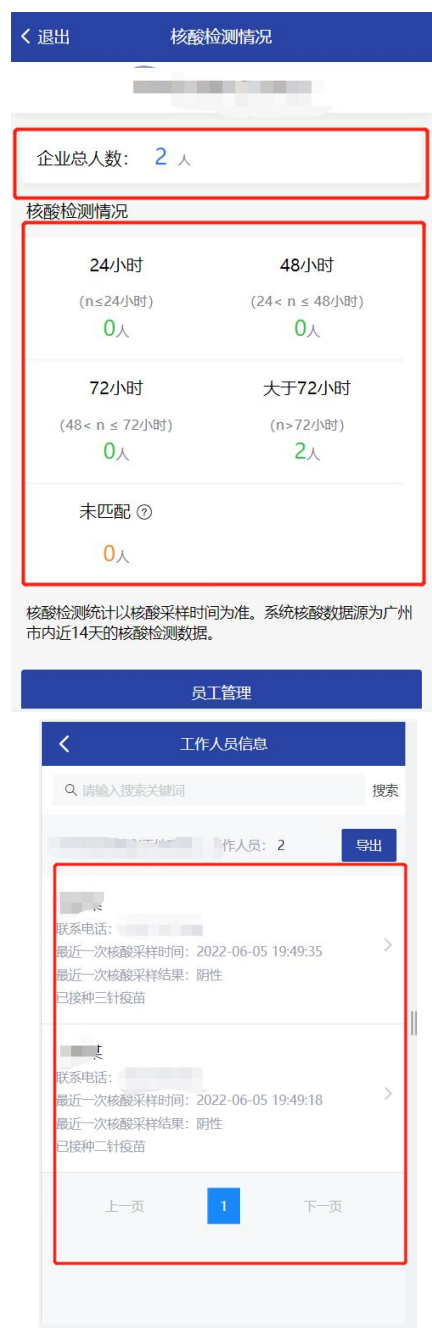 退出 核酸检测情况
企业总人数： 2 人
核酸检测情况
24小时 48小时
(n≤24小时) (24< n ≤ 48小时)
0人 0人
72小时 大于72小时
(48< n ≤ 72小时) (n>72小时)
0人 2人
未匹配 ?
0人
核酸检测统计以核酸采样时间为准。系统核酸数据源为广州
市内近14天的核酸检测数据。
员工管理
工作人员信息
请输入搜索关键词 搜索
作人员： 2 导出
联系电话：
最近一次核酸采样时间：2022-06-05 19:49:35
最近一次核酸采样结果：阴性
已接种三针疫苗
某
联系电话：
最近一次核酸采样时间：2022-06-05 19:49:18
最近一次核酸采样结果：阴性
已接种二针疫苗
上一页 1 下一页